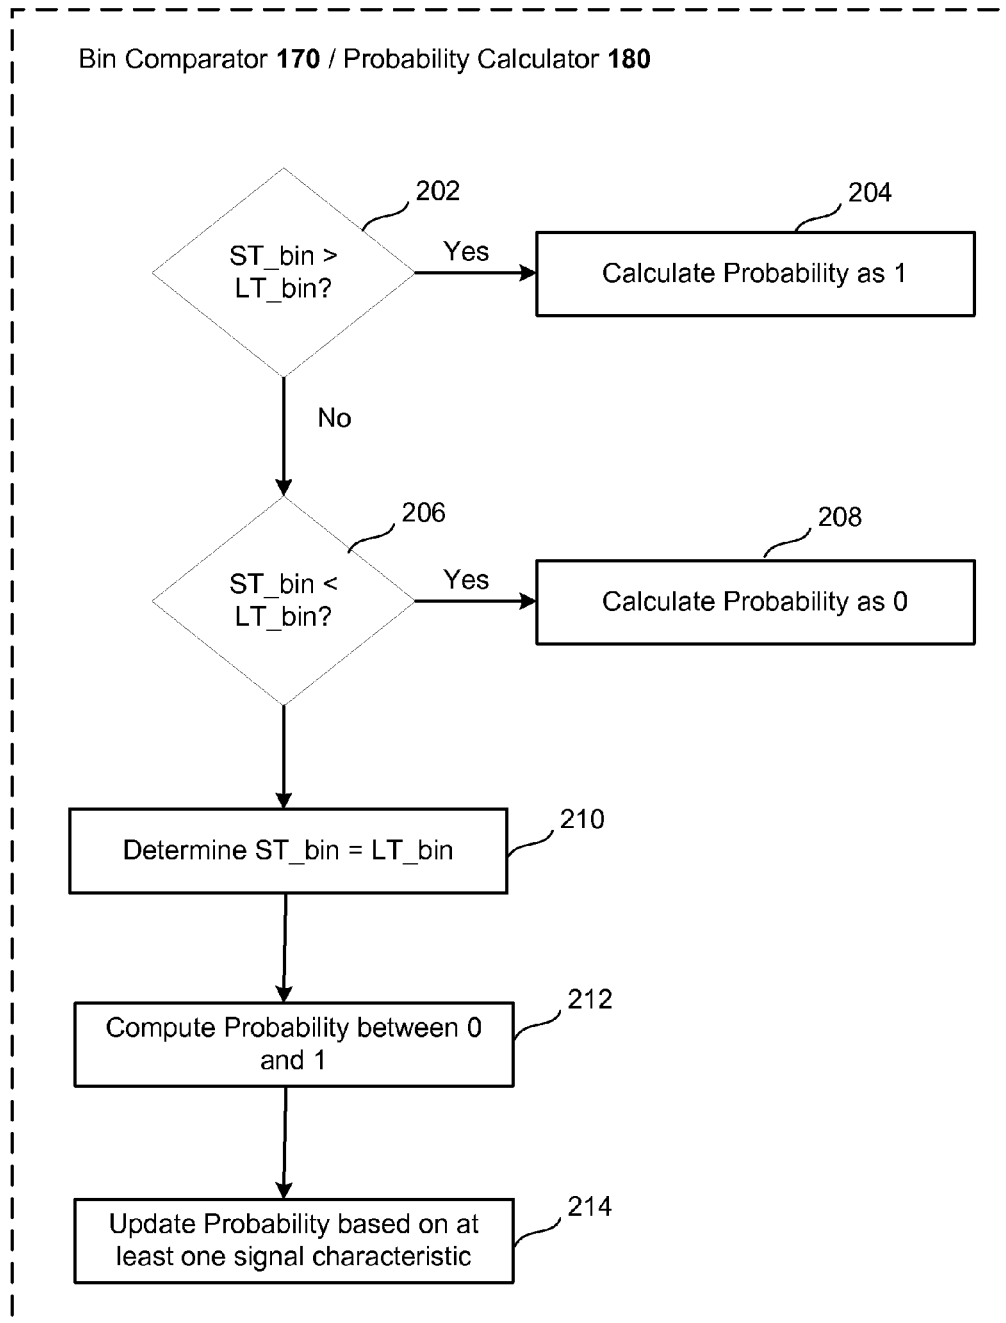 Bin Comparator 170 / Probability Calculator 180
202
ST_bin >
LT_bin?
Yes
204
Calculate Probability as 1
No
206
ST_bin <
LT_bin?
Yes
208
Calculate Probability as 0
210
Determine ST_bin = LT_bin
212
Compute Probability between 0
and 1
214
Update Probability based on at
least one signal characteristic